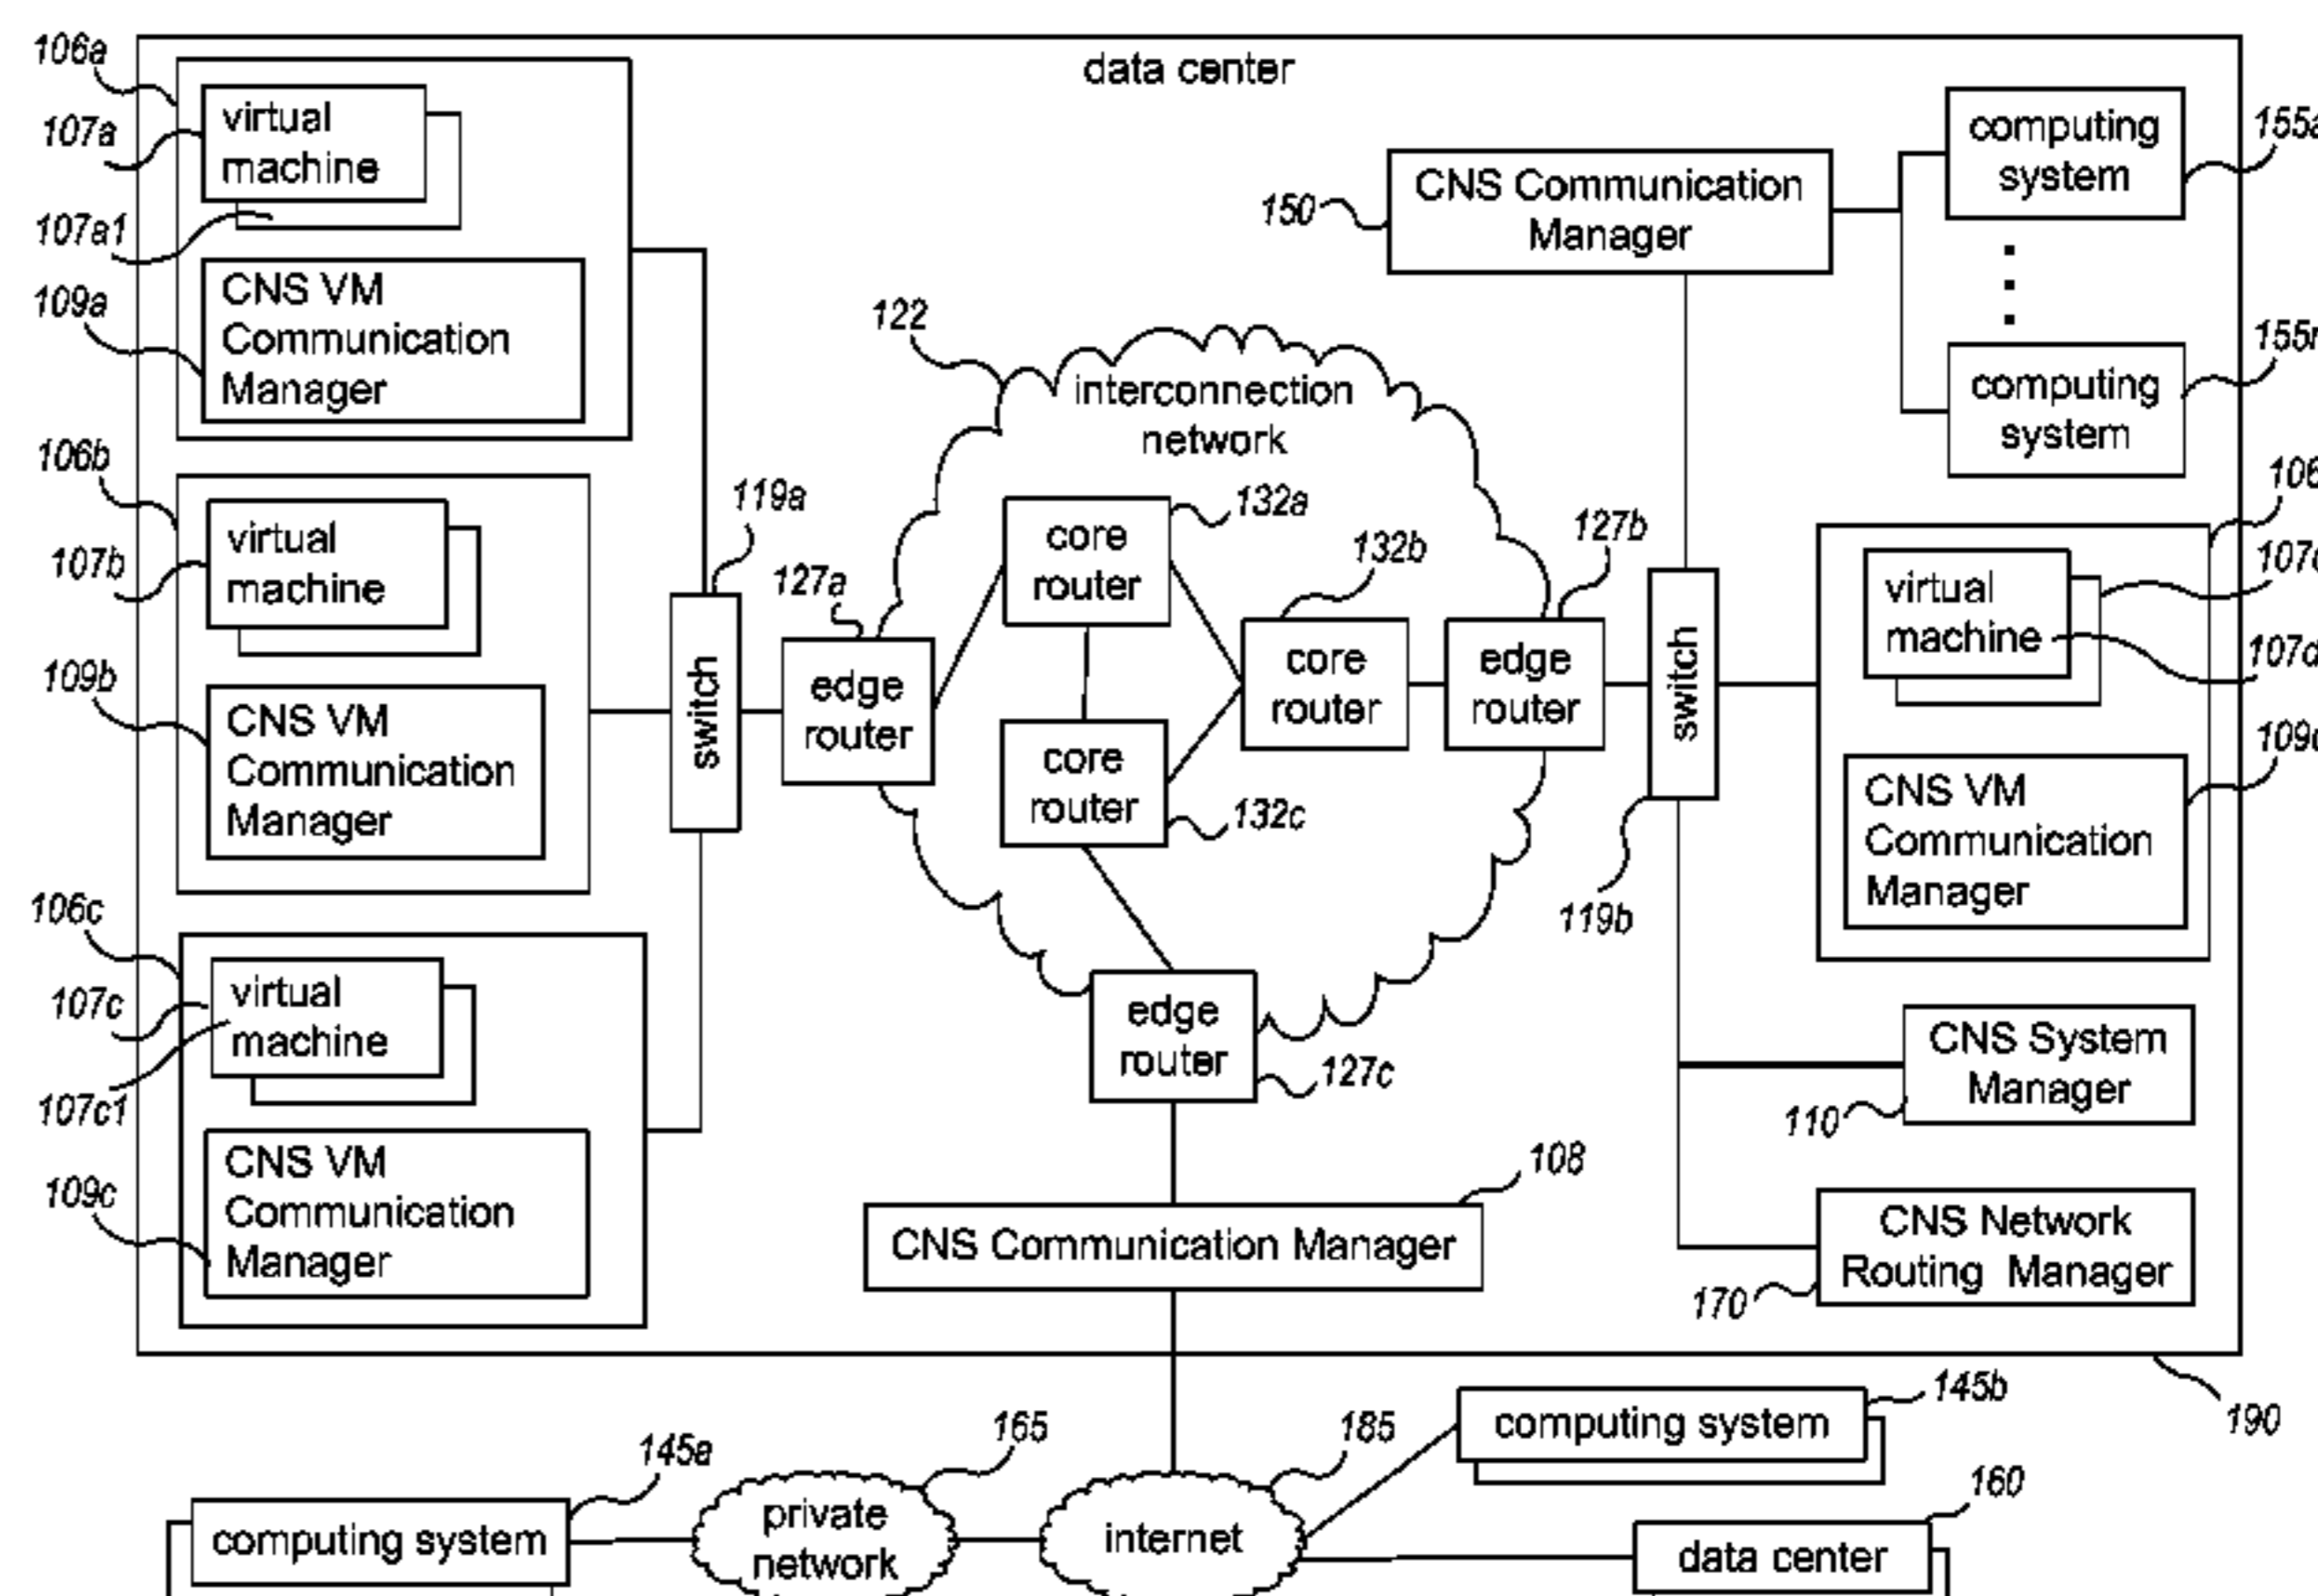 data center
106a
107a
107a1
109a
virtual
machine
CNS VM
Communication
Manager
106b
107b
109b
virtual
machine
CNS VM
Communication
Manager
106c
107c
107c1
109c
virtual
machine
CNS VM
Communication
Manager
119a
switch
122
interconnection
network
127a
edge
router
132a
core
router
132b
core
router
core
router
132c
127b
edge
router
edge
router
127c
150
CNS Communication
Manager
computing
system
155a
computing
system
155n
switch
119b
106
virtual
machine
107d
CNS VM
Communication
Manager
CNS System
Manager
110
CNS Network
Routing Manager
170
108
CNS Communication Manager
190
145a
computing system
165
private
network
185
internet
145b
computing system
160
data center